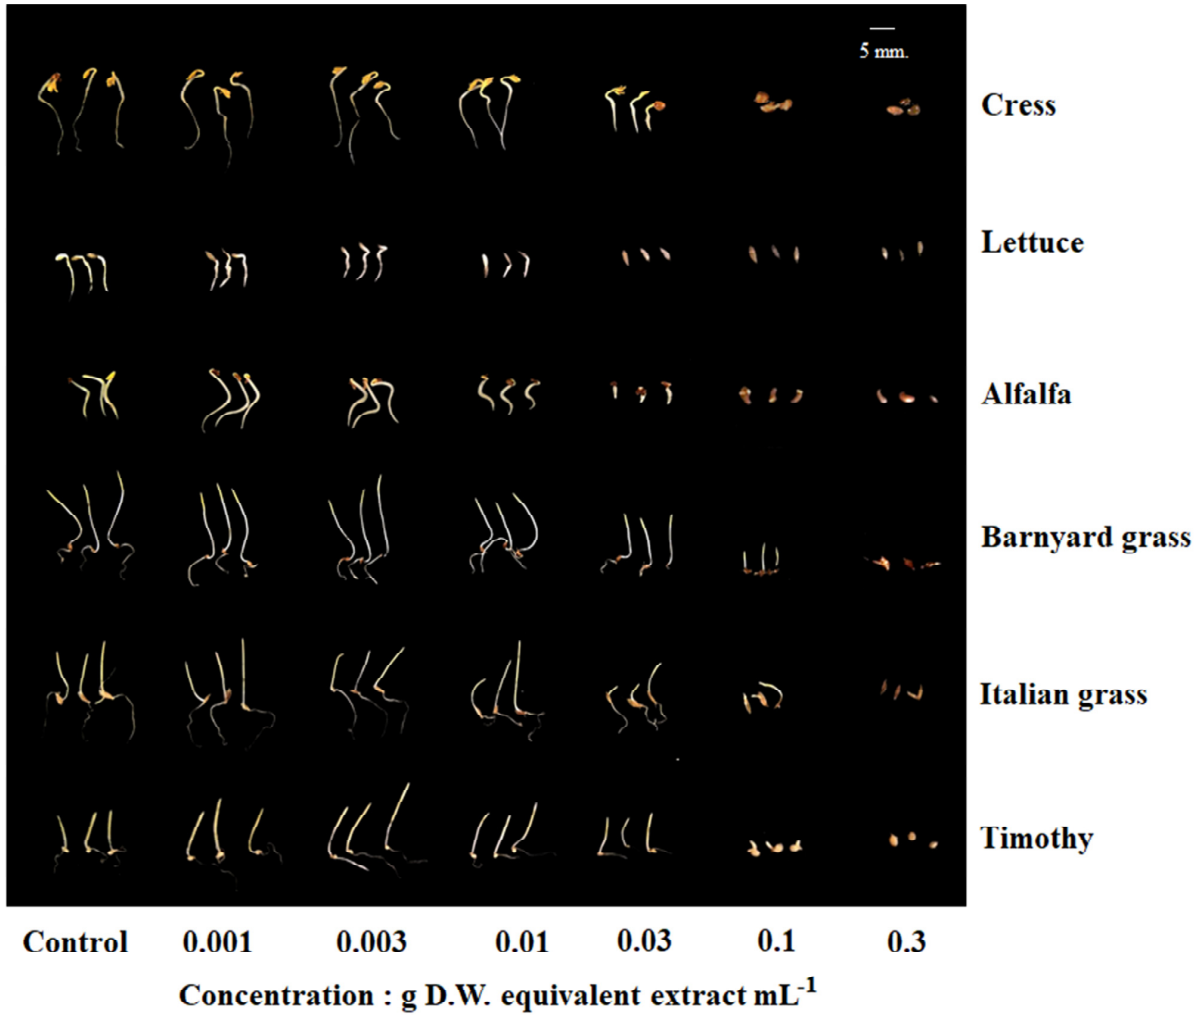 5 mm.
Cress
Lettuce
Alfalfa
Barnyard grass
Italian grass
Timothy
Control 0.001 0.003 0.01 0.03 0.1 0.3
Concentration : g D.W. equivalent extract mL⁻¹